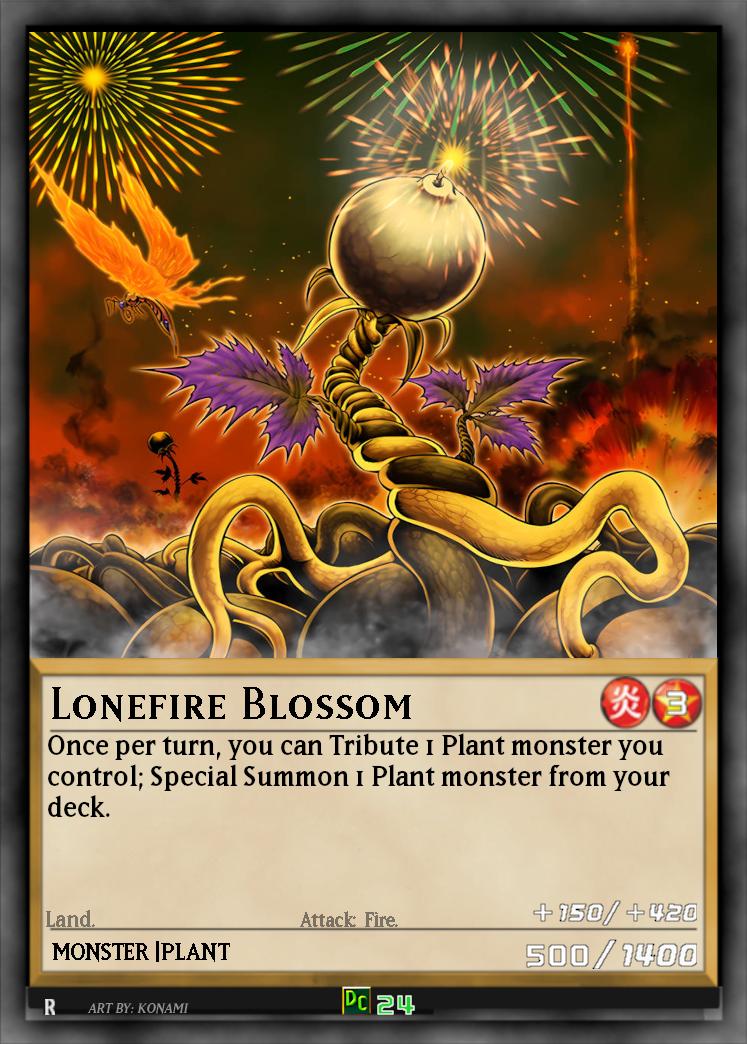 Lonefire Blossom
炎 3
Once per turn, you can Tribute 1 Plant monster you
control; Special Summon 1 Plant monster from your
deck.
Land. Attack: Fire. +150/+420
MONSTER |PLANT 500/1400
R ART BY: KONAMI PC 24